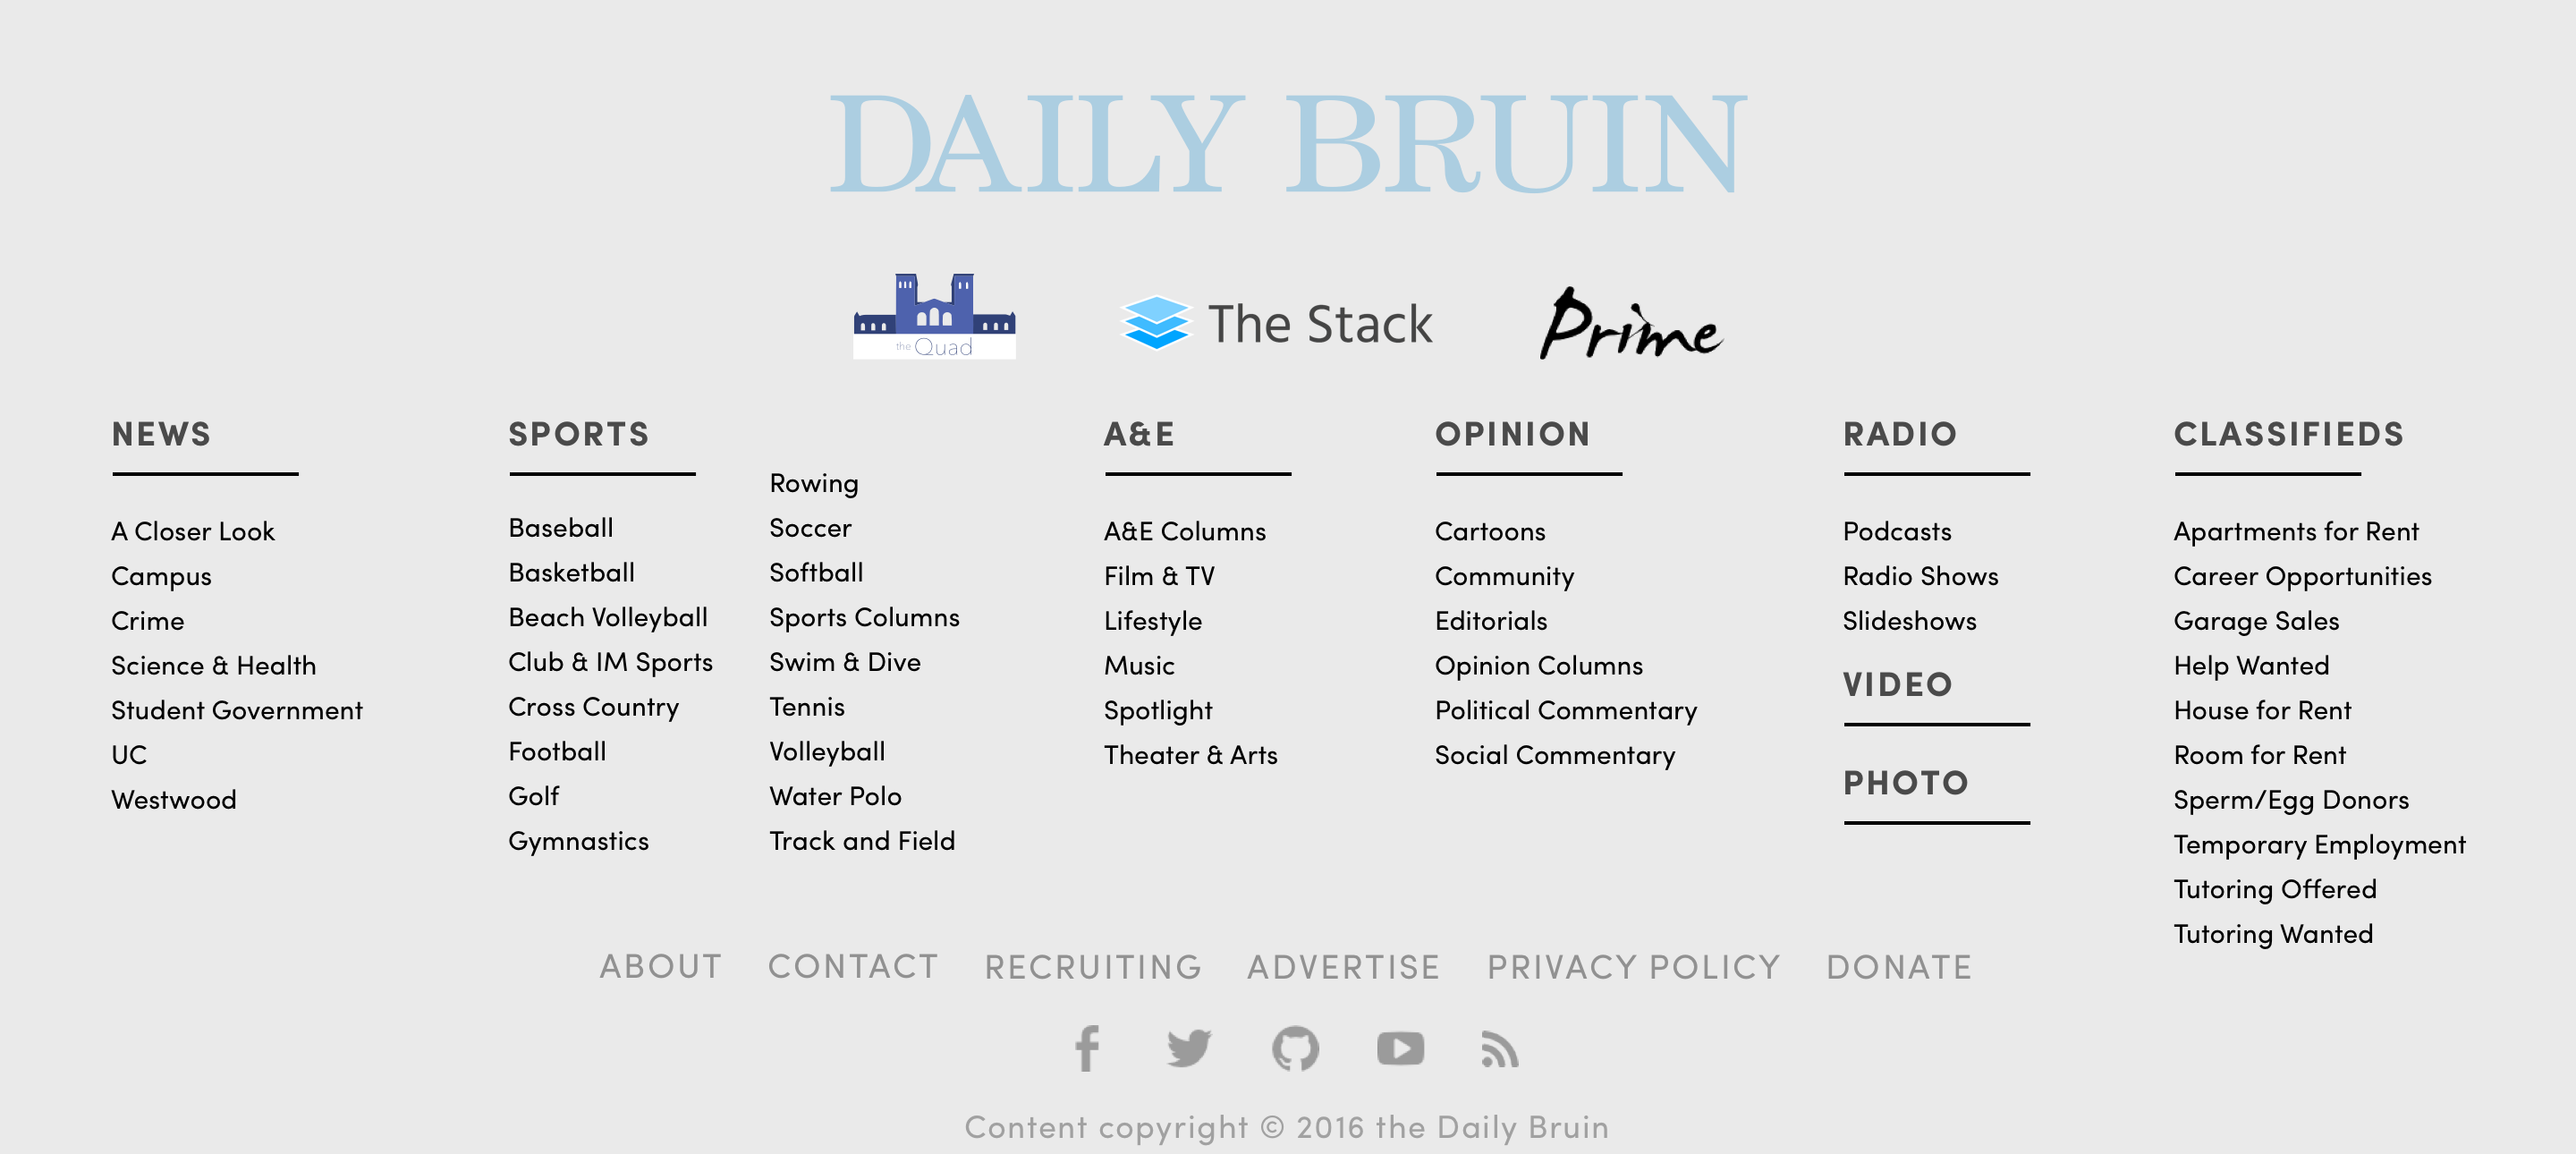 DAILY BRUIN
the Quad
The Stack
Prime
NEWS
A Closer Look
Campus
Crime
Science & Health
Student Government
UC
Westwood
SPORTS
Baseball
Basketball
Beach Volleyball
Club & IM Sports
Cross Country
Football
Golf
Gymnastics
Rowing
Soccer
Softball
Sports Columns
Swim & Dive
Tennis
Volleyball
Water Polo
Track and Field
A&E
A&E Columns
Film & TV
Lifestyle
Music
Spotlight
Theater & Arts
OPINION
Cartoons
Community
Editorials
Opinion Columns
Political Commentary
Social Commentary
RADIO
Podcasts
Radio Shows
Slideshows
VIDEO
PHOTO
CLASSIFIEDS
Apartments for Rent
Career Opportunities
Garage Sales
Help Wanted
House for Rent
Room for Rent
Sperm/Egg Donors
Temporary Employment
Tutoring Offered
Tutoring Wanted
ABOUT CONTACT RECRUITING ADVERTISE PRIVACY POLICY DONATE
Content copyright © 2016 the Daily Bruin